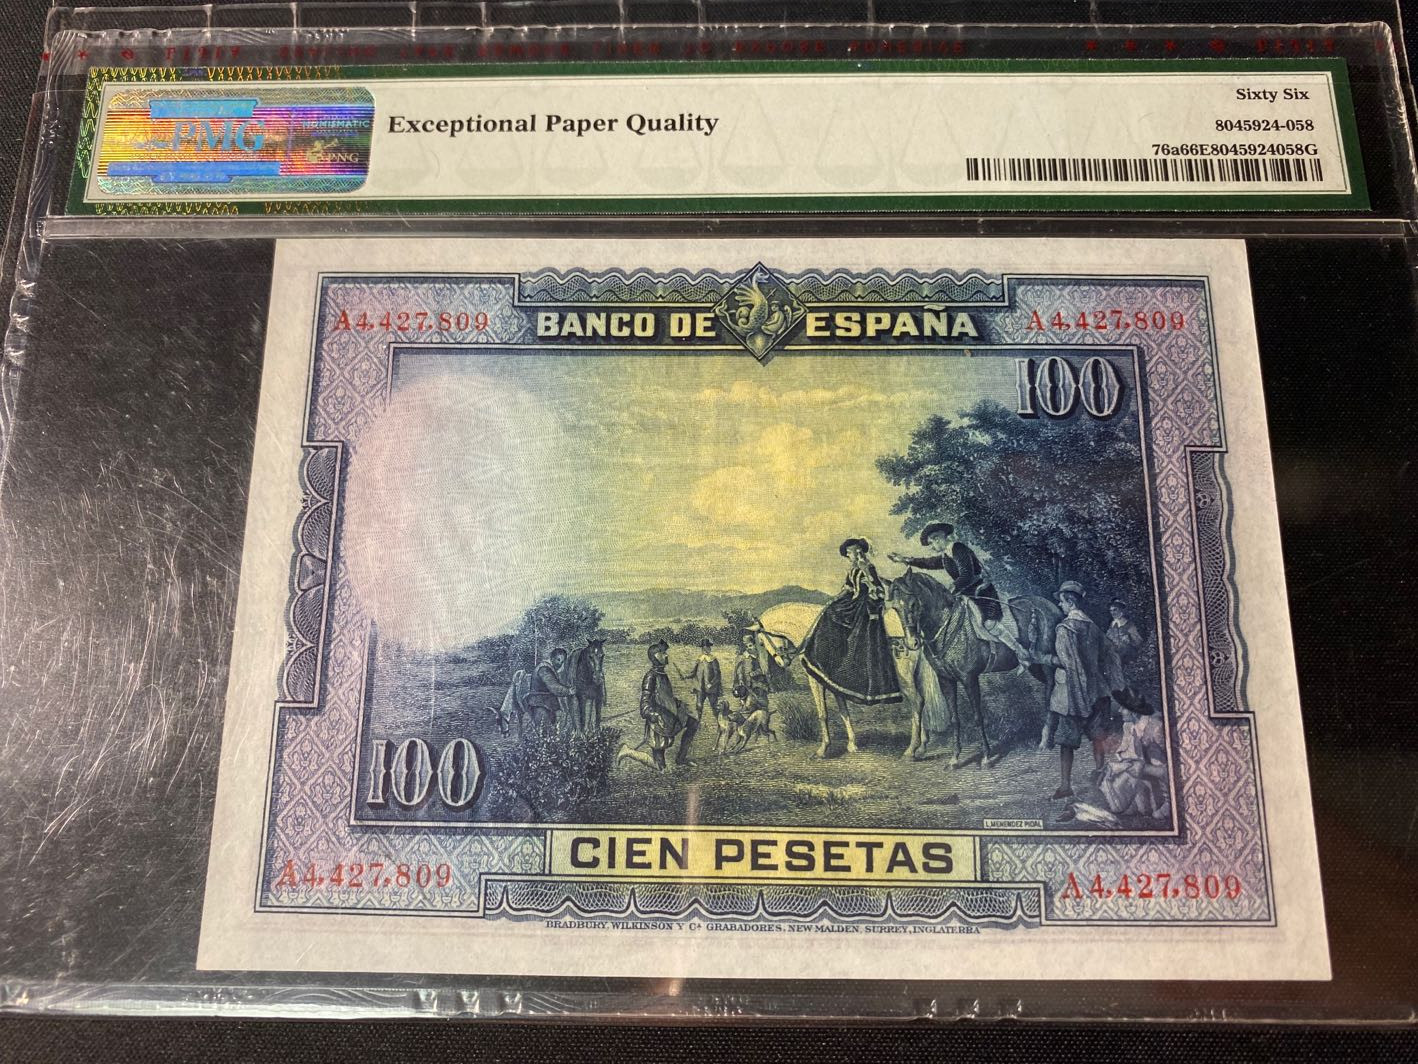 PMG
NUMISMATIC
PNG
Exceptional Paper Quality
Sixty Six
8045924-058
76a66E8045924058G
A4,427,809
BANCO DE ESPAÑA
A4,427,809
100
100
L. MENENDEZ PIDAL
CIEN PESETAS
A4,427,809
A4,427,809
BRADBURY, WILKINSON Y Cª GRABADORES, NEW MALDEN, SURREY, INGLATERRA